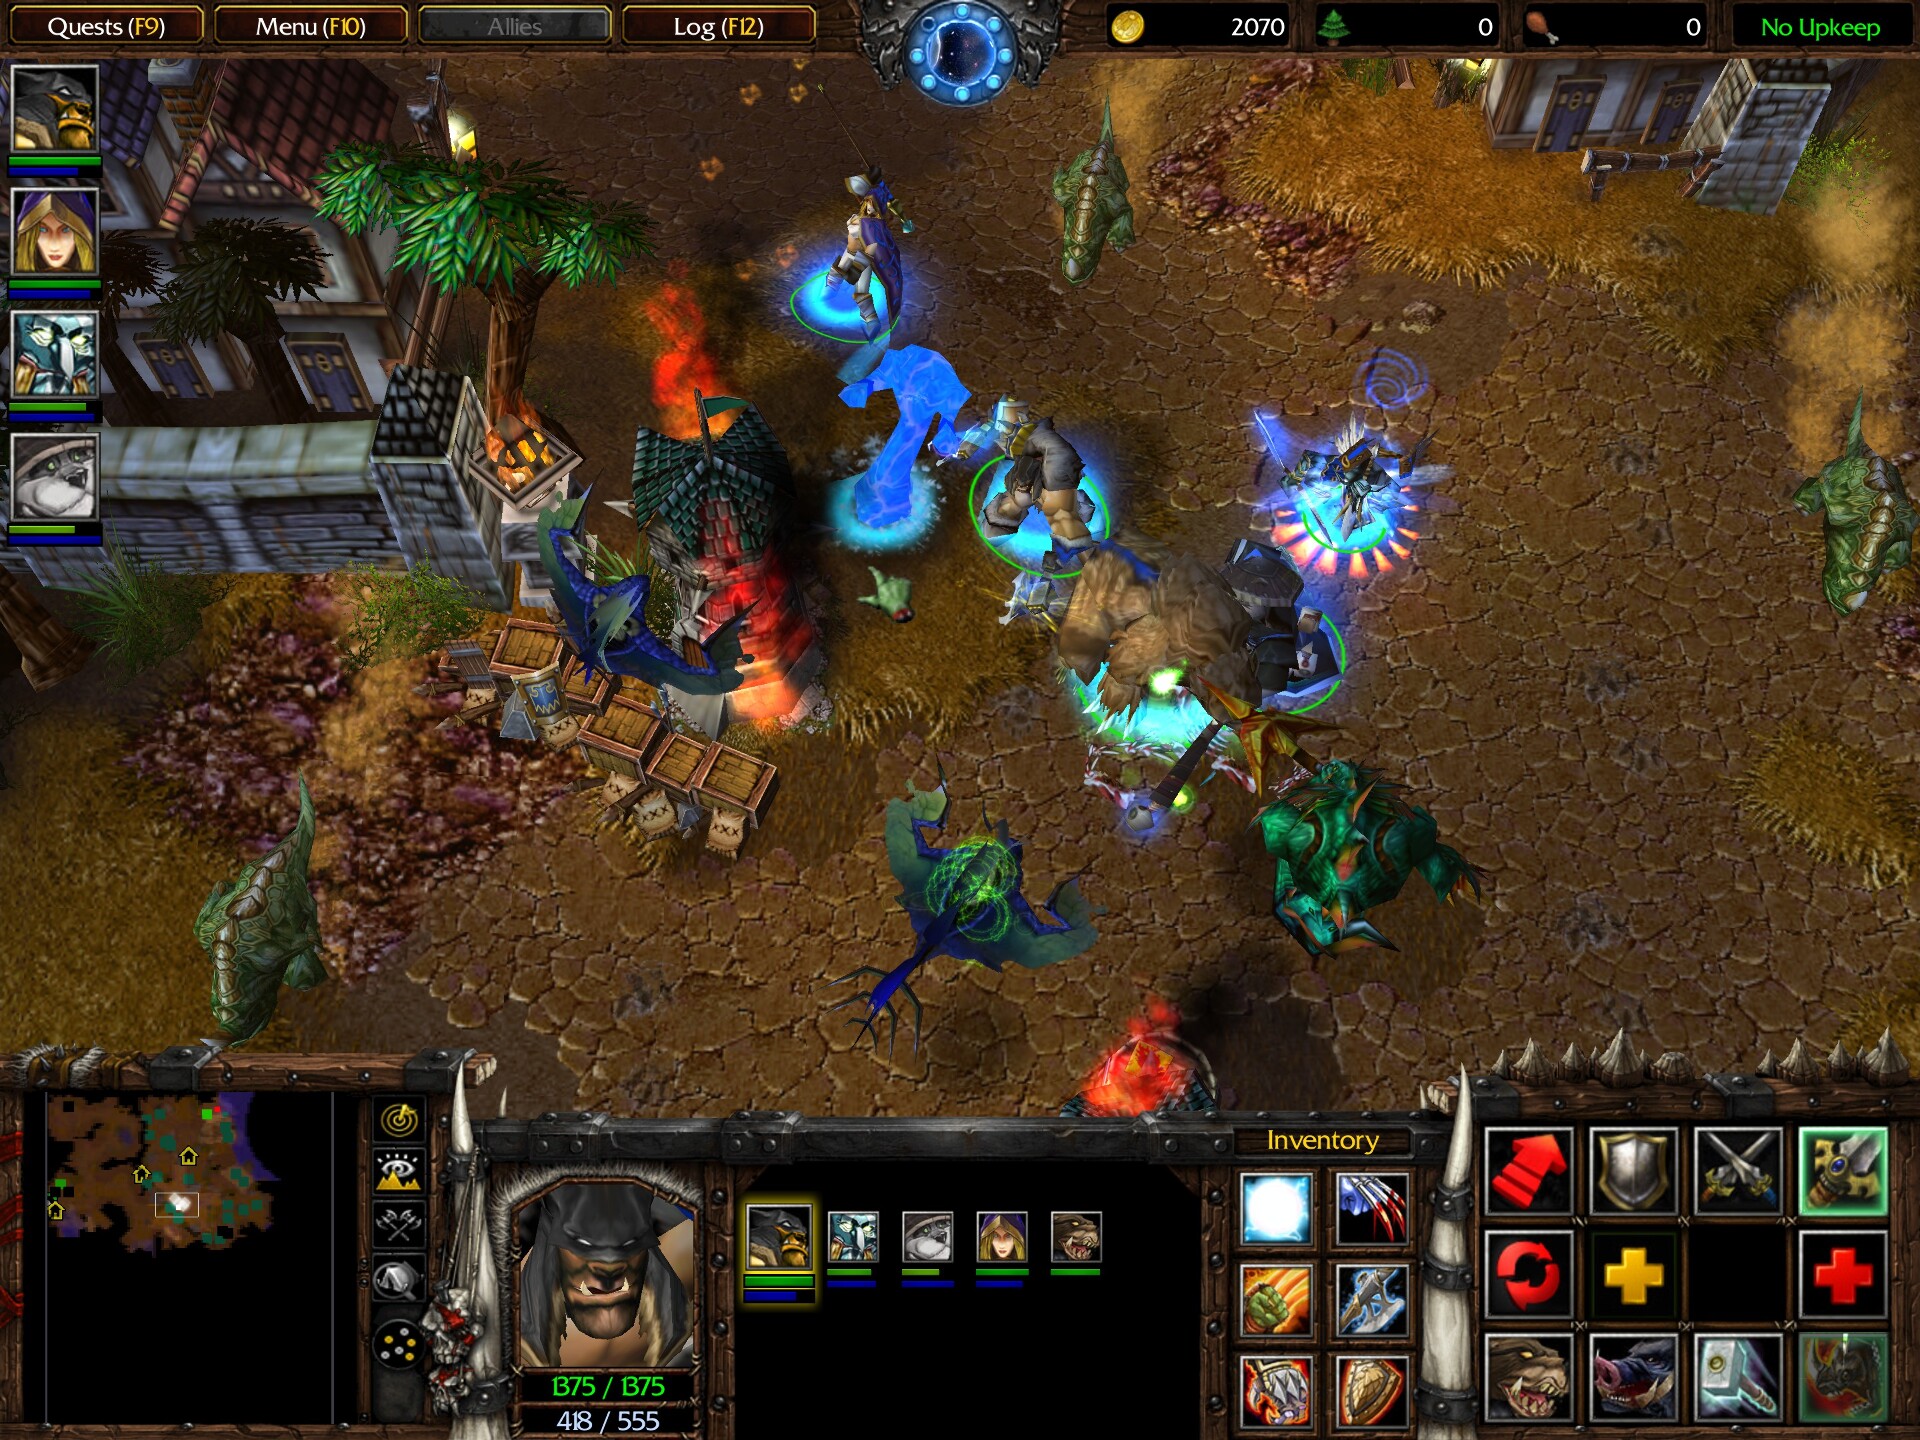 Quests (F9) Menu (F10) Allies Log (F12) 2070 0 0 No Upkeep
Inventory
1375 / 1375
418 / 555